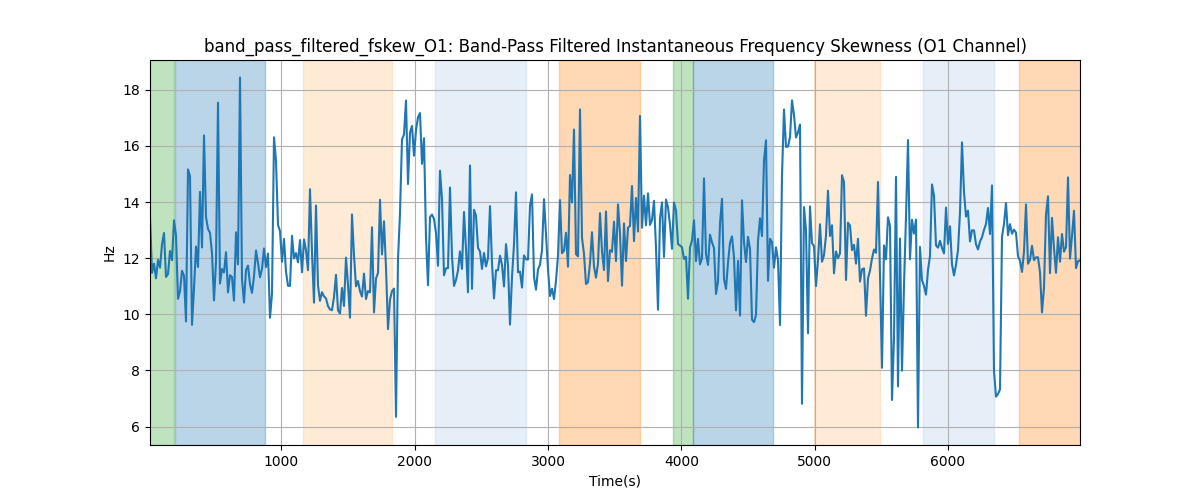 band_pass_filtered_fskew_O1: Band-Pass Filtered Instantaneous Frequency Skewness (O1 Channel)
18
16
14
12
10
8
6
Hz
1000 2000 3000 4000 5000 6000
Time(s)